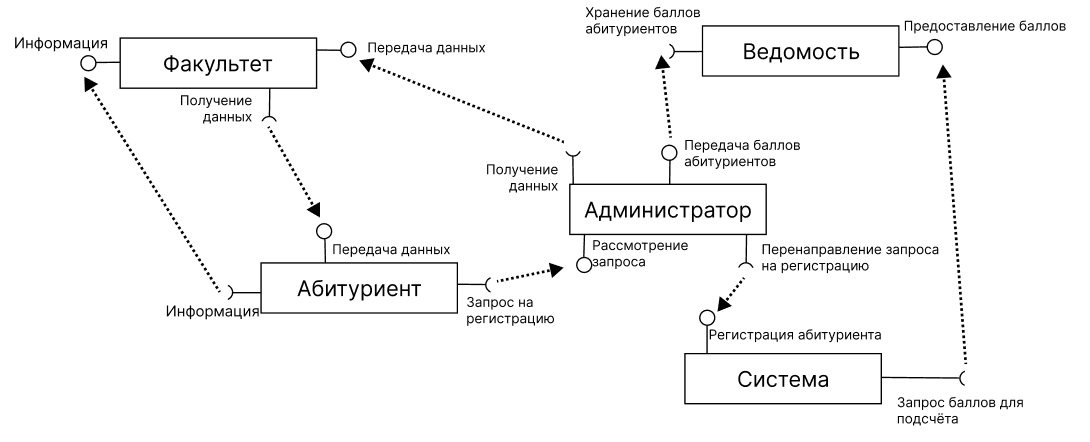 Хранение баллов
абитуриентов
Предоставление баллов
Информация
Передача данных
Ведомость
Факультет
Получение
данных
Передача баллов
абитуриентов
Получение
данных
Администратор
Рассмотрение
запроса
Перенаправление запроса
на регистрацию
Передача данных
Абитуриент
Запрос на
регистрацию
Информация
Регистрация абитуриента
Система
Запрос баллов для
подсчёта